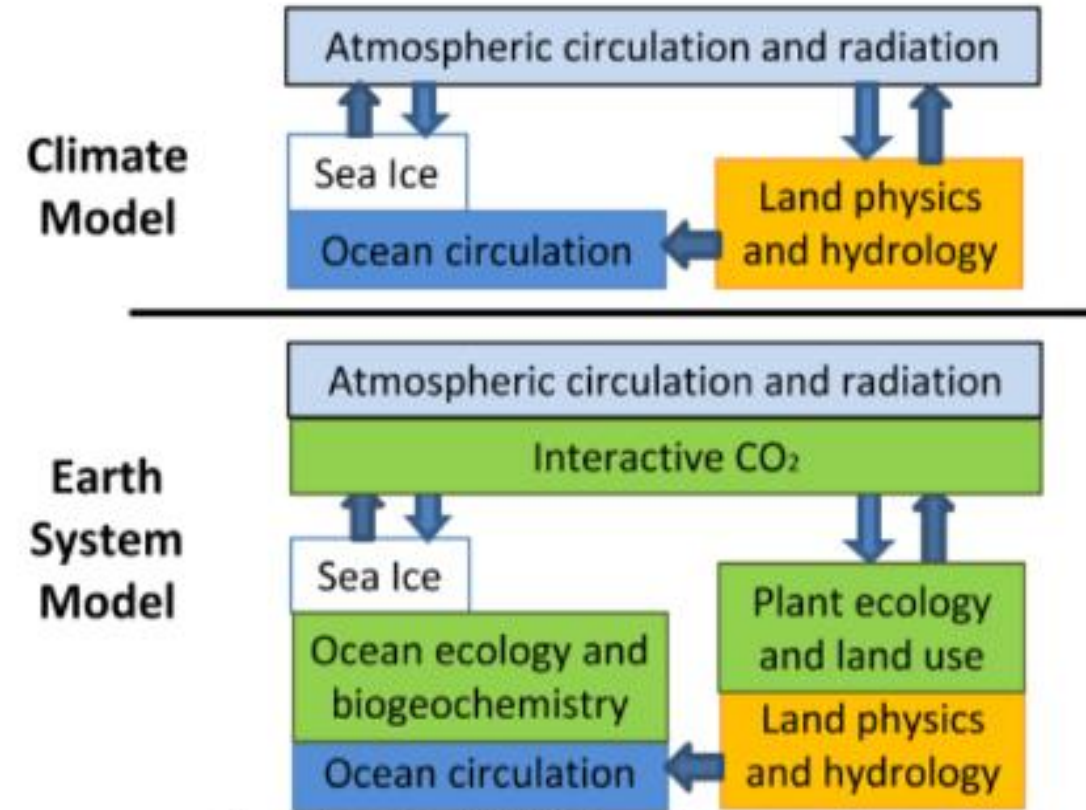 Atmospheric circulation and radiation
Climate
Model
Sea Ice
Ocean circulation
Land physics
and hydrology
Atmospheric circulation and radiation
Interactive CO₂
Earth
System
Model
Sea Ice
Ocean ecology and
biogeochemistry
Ocean circulation
Plant ecology
and land use
Land physics
and hydrology